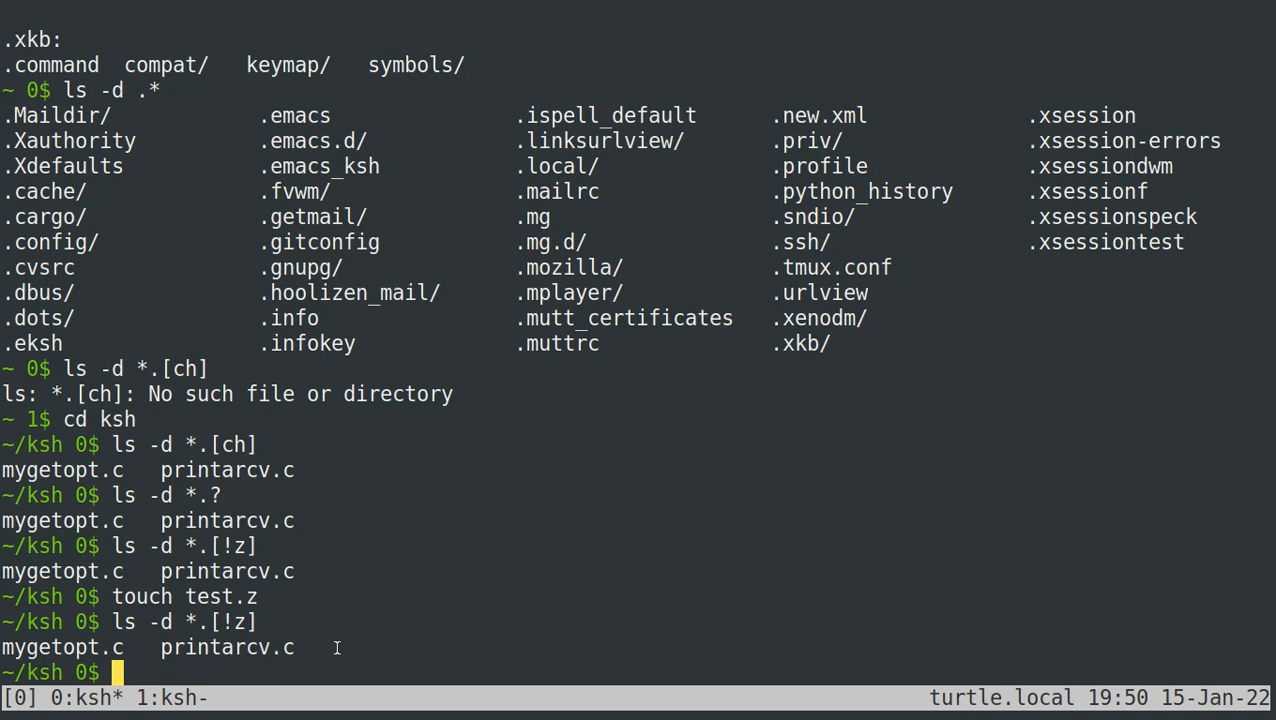 .xkb:
.command  compat/   keymap/   symbols/
~ 0$ ls -d .*
.Maildir/            .emacs               .ispell_default      .new.xml             .xsession
.Xauthority          .emacs.d/            .linksurlview/       .priv/               .xsession-errors
.Xdefaults           .emacs_ksh           .local/              .profile             .xsessiondwm
.cache/              .fvwm/               .mailrc              .python_history      .xsessionf
.cargo/              .getmail/            .mg                  .sndio/              .xsessionspeck
.config/             .gitconfig           .mg.d/               .ssh/                .xsessiontest
.cvsrc               .gnupg/              .mozilla/            .tmux.conf
.dbus/               .hoolizen_mail/      .mplayer/            .urlview
.dots/               .info                .mutt_certificates   .xenodm/
.eksh                .infokey             .muttrc              .xkb/
~ 0$ ls -d *.[ch]
ls: *.[ch]: No such file or directory
~ 1$ cd ksh
~/ksh 0$ ls -d *.[ch]
mygetopt.c   printarcv.c
~/ksh 0$ ls -d *.?
mygetopt.c   printarcv.c
~/ksh 0$ ls -d *.[!z]
mygetopt.c   printarcv.c
~/ksh 0$ touch test.z
~/ksh 0$ ls -d *.[!z]
mygetopt.c   printarcv.c
~/ksh 0$
[0] 0:ksh* 1:ksh-                                                           turtle.local 19:50 15-Jan-22